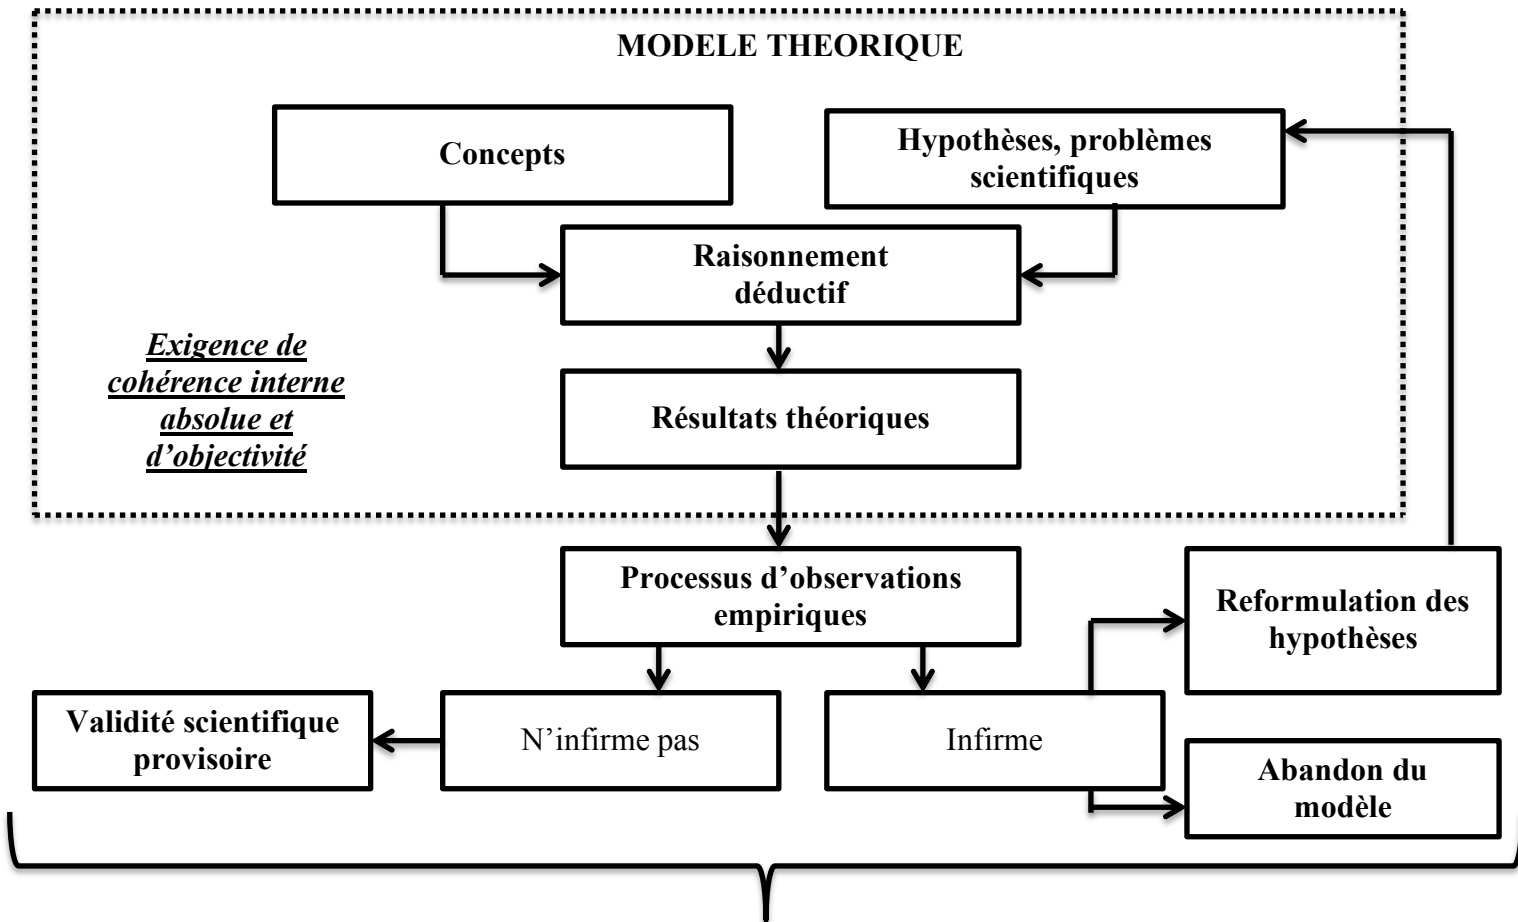 MODELE THEORIQUE
Concepts
Hypothèses, problèmes
scientifiques
Raisonnement
déductif
Exigence de
cohérence interne
absolue et
d’objectivité
Résultats théoriques
Processus d’observations
empiriques
Reformulation des
hypothèses
Validité scientifique
provisoire
N’infirme pas
Infirme
Abandon du
modèle